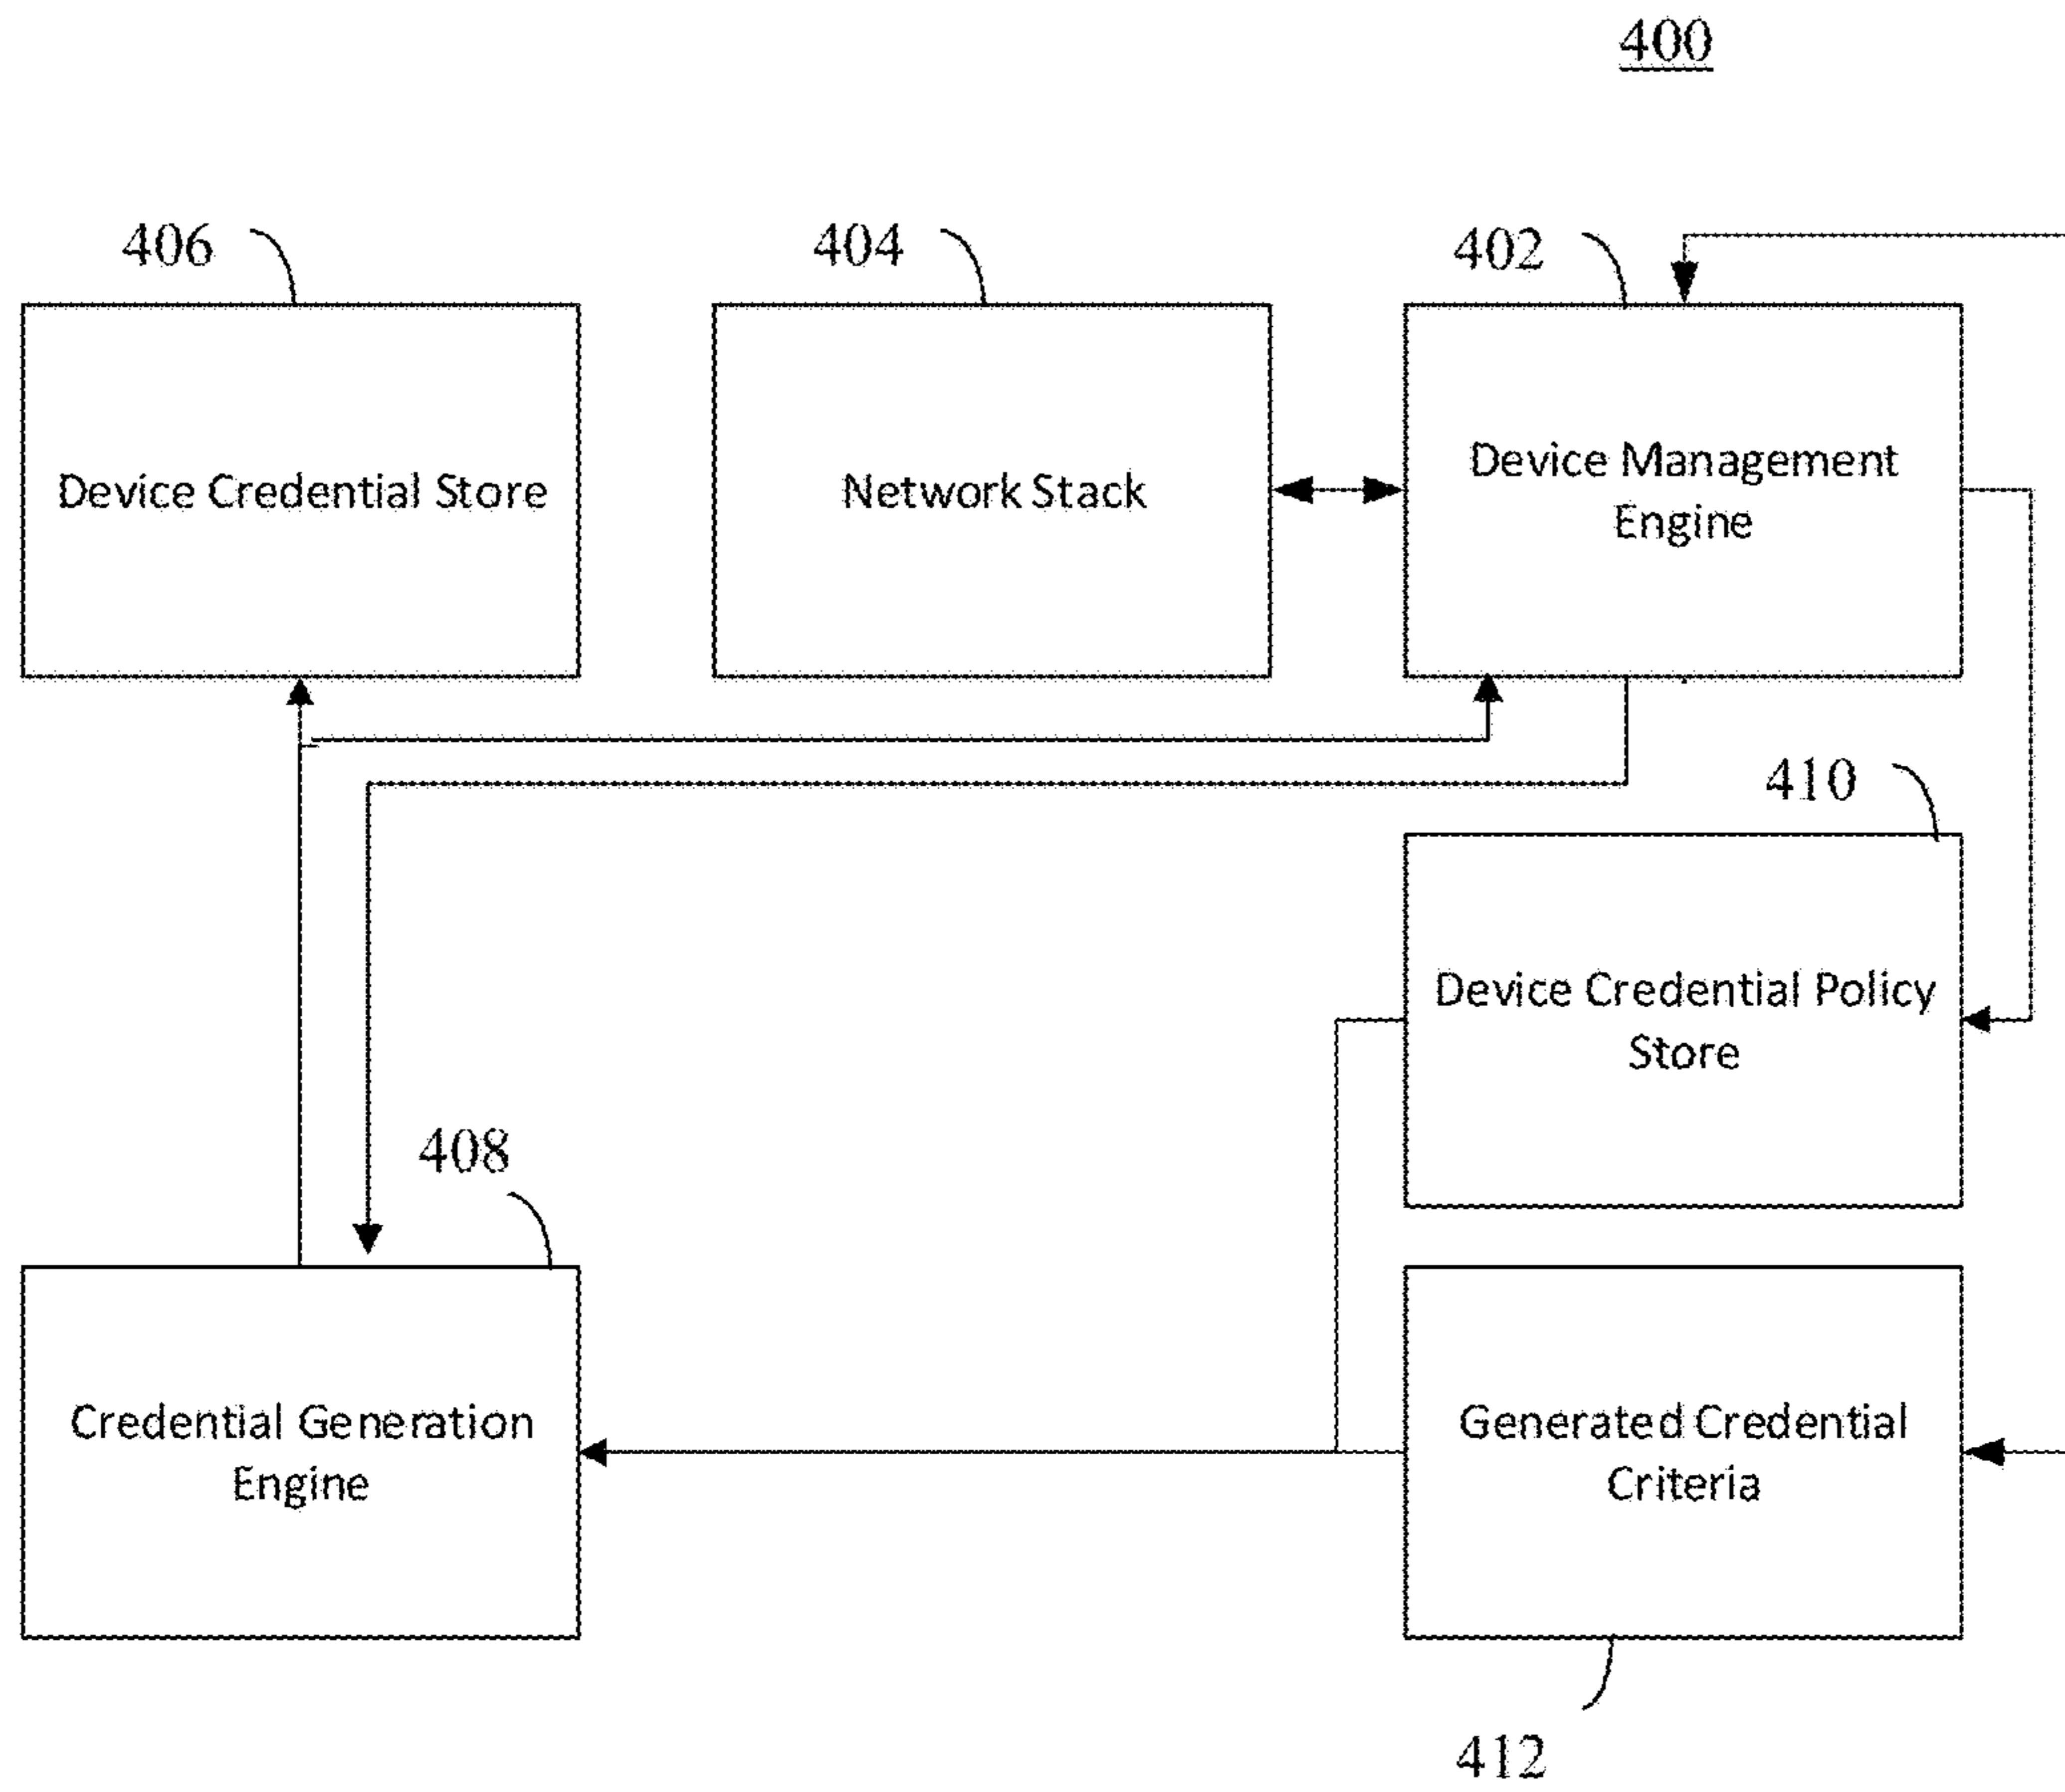 400
406
404
402
Device Credential Store
Network Stack
Device Management
Engine
410
Device Credential Policy
Store
408
Credential Generation
Engine
Generated Credential
Criteria
412